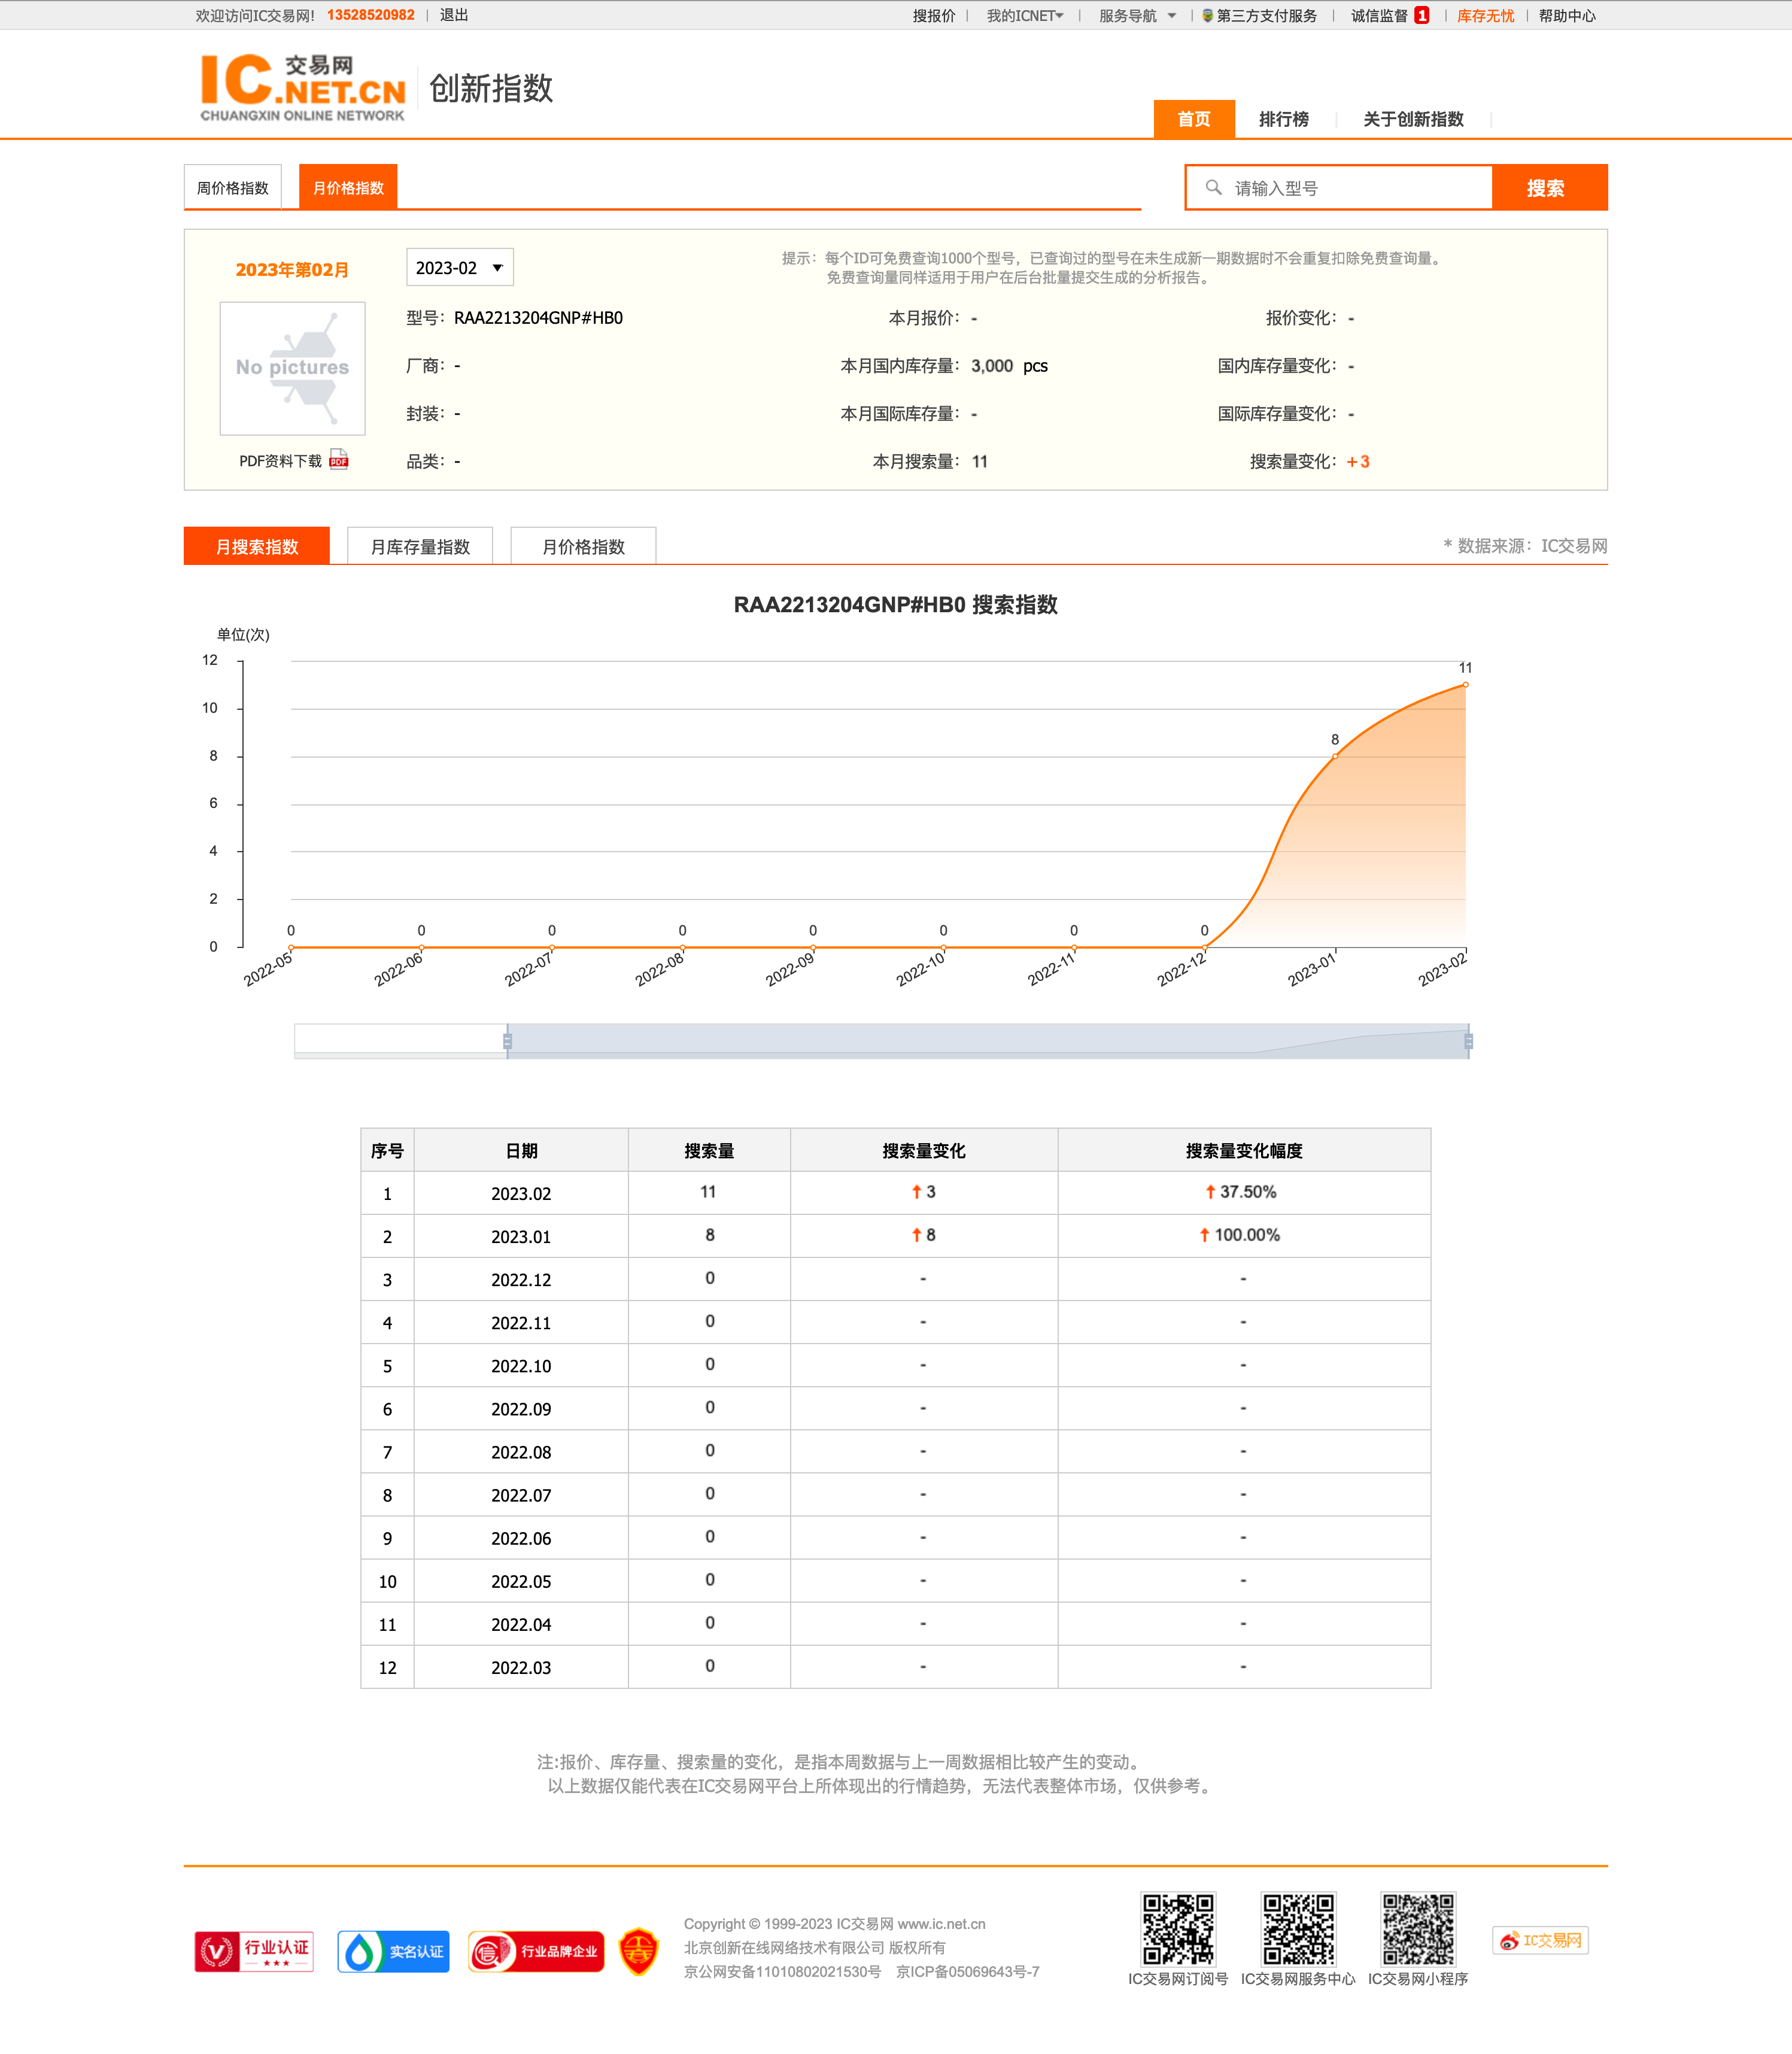 欢迎访问IC交易网! 13528520982 | 退出 搜报价 | 我的ICNET | 服务导航 | 第三方支付服务 | 诚信监督 1 | 库存无忧 | 帮助中心
IC.NET.CN 交易网
CHUANGXIN ONLINE NETWORK
创新指数
首页 排行榜 关于创新指数
周价格指数 月价格指数 请输入型号 搜索
2023年第02月 2023-02
提示：每个ID可免费查询1000个型号，已查询过的型号在未生成新一期数据时不会重复扣除免费查询量。
免费查询量同样适用于用户在后台批量提交生成的分析报告。
No pictures
PDF资料下载 PDF
型号：RAA2213204GNP#HB0 本月报价：- 报价变化：-
厂商：- 本月国内库存量：3,000 pcs 国内库存量变化：-
封装：- 本月国际库存量：- 国际库存量变化：-
品类：- 本月搜索量：11 搜索量变化：+3
月搜索指数 月库存量指数 月价格指数 * 数据来源：IC交易网
RAA2213204GNP#HB0 搜索指数
单位(次)
12
10
8
6
4
2
0
0 0 0 0 0 0 0 0 8 11
2022-05 2022-06 2022-07 2022-08 2022-09 2022-10 2022-11 2022-12 2023-01 2023-02
序号 日期 搜索量 搜索量变化 搜索量变化幅度
1 2023.02 11 ↑3 ↑37.50%
2 2023.01 8 ↑8 ↑100.00%
3 2022.12 0 - -
4 2022.11 0 - -
5 2022.10 0 - -
6 2022.09 0 - -
7 2022.08 0 - -
8 2022.07 0 - -
9 2022.06 0 - -
10 2022.05 0 - -
11 2022.04 0 - -
12 2022.03 0 - -
注:报价、库存量、搜索量的变化，是指本周数据与上一周数据相比较产生的变动。
以上数据仅能代表在IC交易网平台上所体现出的行情趋势，无法代表整体市场，仅供参考。
行业认证 实名认证 信 行业品牌企业
Copyright © 1999-2023 IC交易网 www.ic.net.cn
北京创新在线网络技术有限公司 版权所有
京公网安备11010802021530号 京ICP备05069643号-7
IC交易网订阅号 IC交易网服务中心 IC交易网小程序
IC交易网